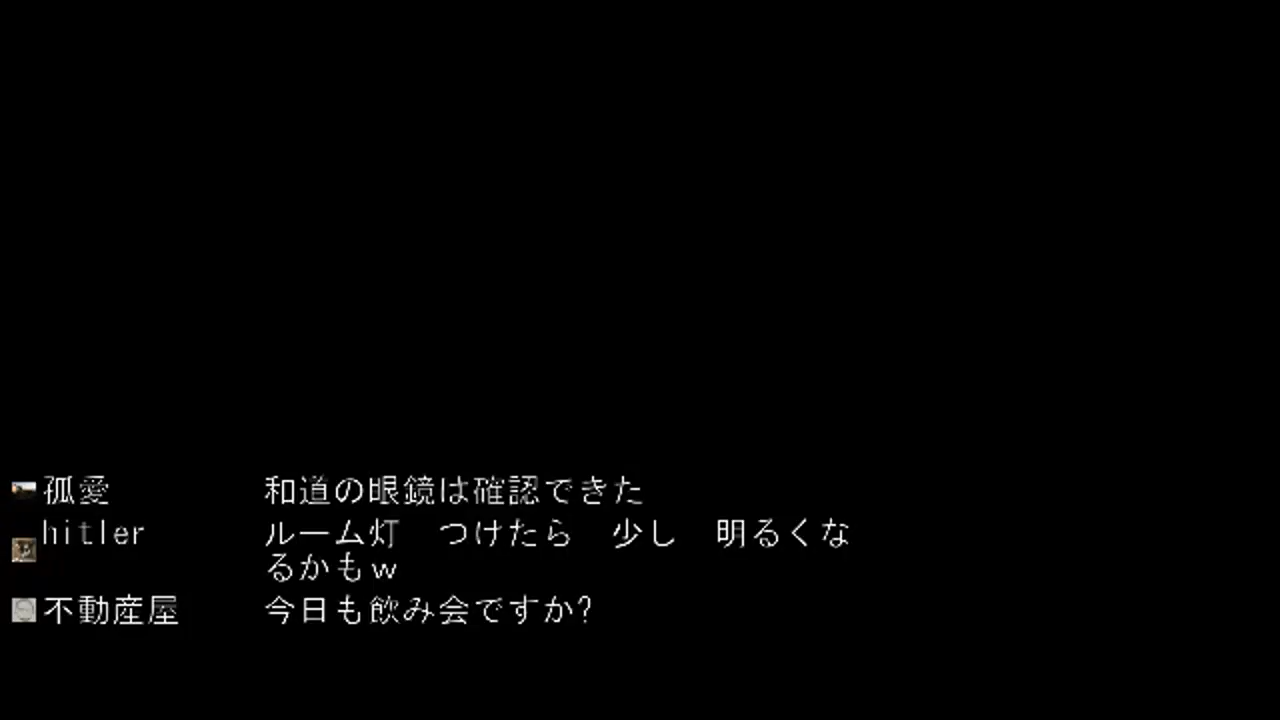 孤愛 和道の眼鏡は確認できた
hitler ルーム灯　つけたら　少し　明るくな
るかもｗ
不動産屋 今日も飲み会ですか?